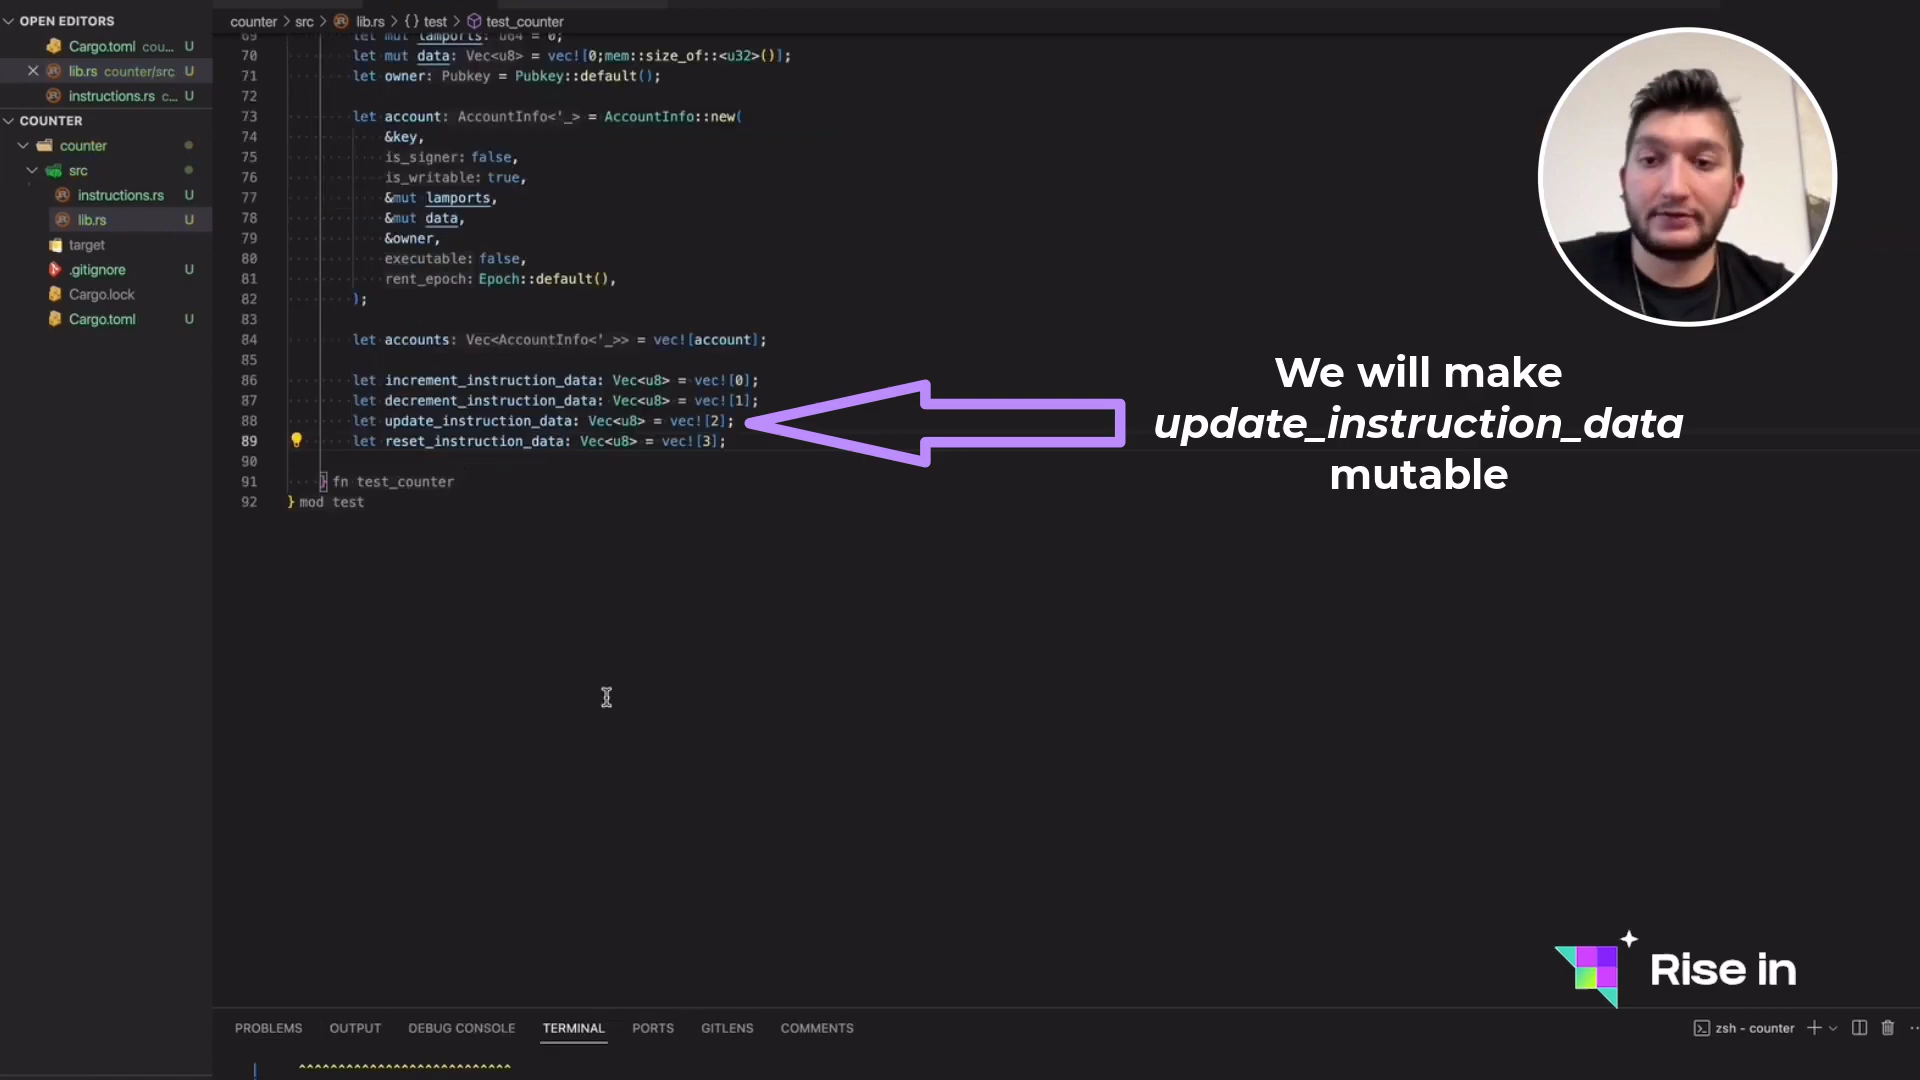 OPEN EDITORS
Cargo.toml cou... U
lib.rs counter/src U
instructions.rs c... U
COUNTER
counter
src
instructions.rs U
lib.rs U
target
.gitignore U
Cargo.lock
Cargo.toml U
counter > src > lib.rs > {} test > test_counter
69 let mut lamports: u64 = 0;
70 let mut data: Vec<u8> = vec![0;mem::size_of::<u32>()];
71 let owner: Pubkey = Pubkey::default();
72
73 let account: AccountInfo<'_> = AccountInfo::new(
74 &key,
75 is_signer: false,
76 is_writable: true,
77 &mut lamports,
78 &mut data,
79 &owner,
80 executable: false,
81 rent_epoch: Epoch::default(),
82 );
83
84 let accounts: Vec<AccountInfo<'_>> = vec![account];
85
86 let increment_instruction_data: Vec<u8> = vec![0];
87 let decrement_instruction_data: Vec<u8> = vec![1];
88 let update_instruction_data: Vec<u8> = vec![2];
89 let reset_instruction_data: Vec<u8> = vec![3];
90
91 } fn test_counter
92 } mod test
We will make
update_instruction_data
mutable
Rise in
PROBLEMS OUTPUT DEBUG CONSOLE TERMINAL PORTS GITLENS COMMENTS
zsh - counter
| ^^^^^^^^^^^^^^^^^^^^^^^^^^